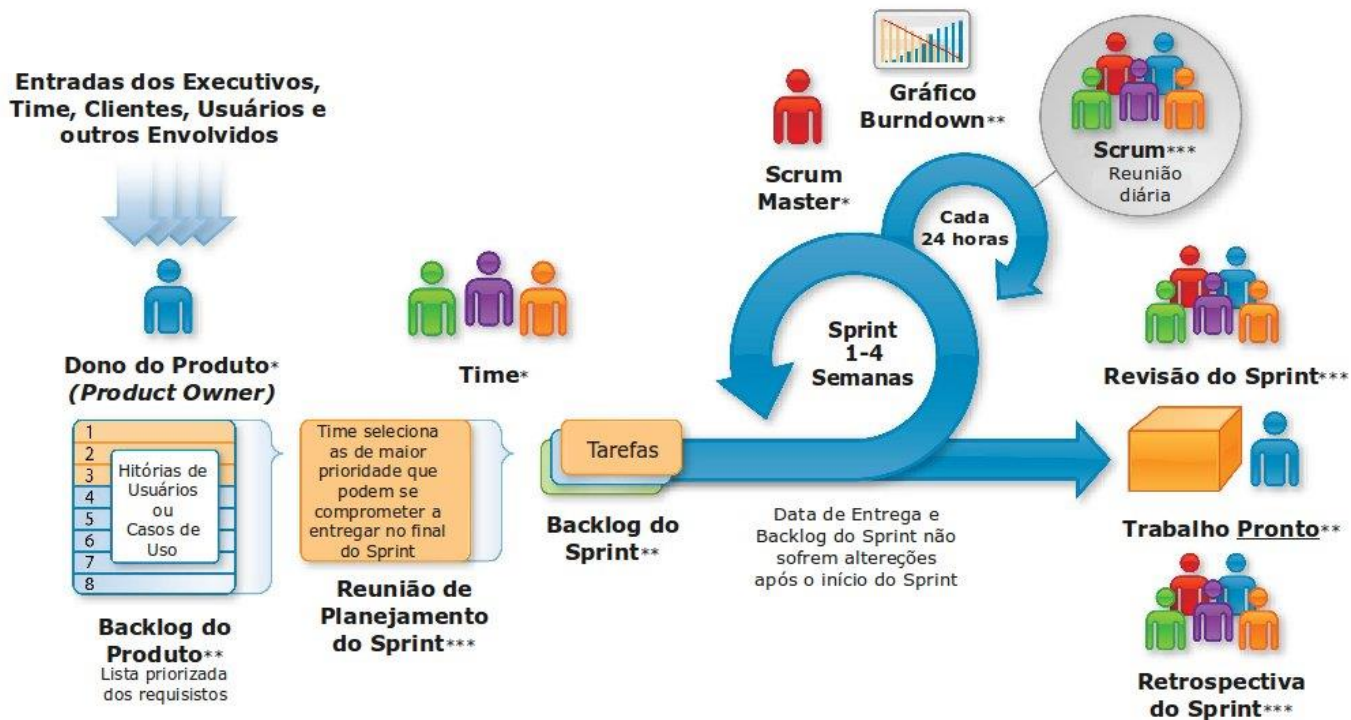 Entradas dos Executivos,
Time, Clientes, Usuários e
outros Envolvidos
Dono do Produto*
(Product Owner)
1
2
3
4
5
6
7
8
Hitórias de
Usuários
ou
Casos de
Uso
Backlog do
Produto**
Lista priorizada
dos requisistos
Time*
Time seleciona
as de maior
prioridade que
podem se
comprometer a
entregar no final
do Sprint
Reunião de
Planejamento
do Sprint***
Tarefas
Backlog do
Sprint**
Scrum
Master*
Gráfico
Burndown**
Cada
24 horas
Scrum***
Reunião
diária
Sprint
1-4
Semanas
Data de Entrega e
Backlog do Sprint não
sofrem altereções
após o início do Sprint
Revisão do Sprint***
Trabalho Pronto**
Retrospectiva
do Sprint***